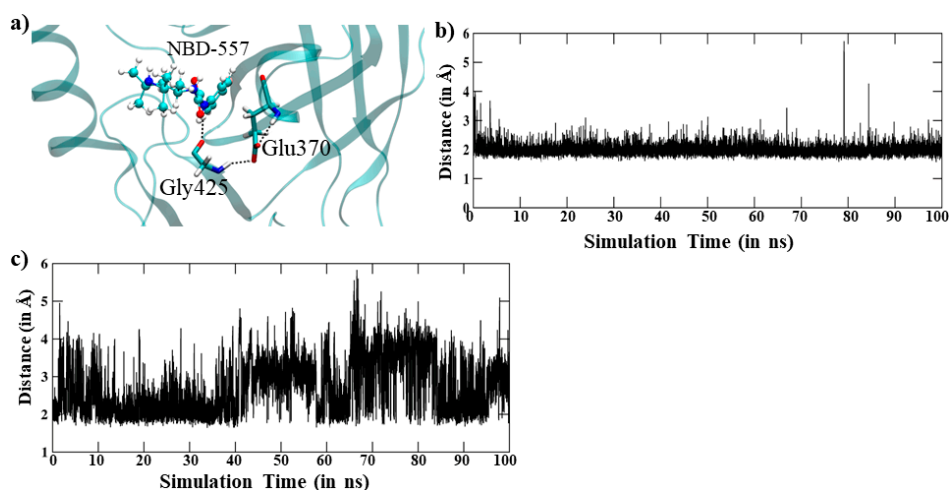 a)
NBD-557
Glu370
Gly425
b)
6
5
4
3
2
1
0
Distance (in Å)
0 10 20 30 40 50 60 70 80 90 100
Simulation Time (in ns)
c)
6
5
4
3
2
1
Distance (in Å)
0 10 20 30 40 50 60 70 80 90 100
Simulation Time (in ns)